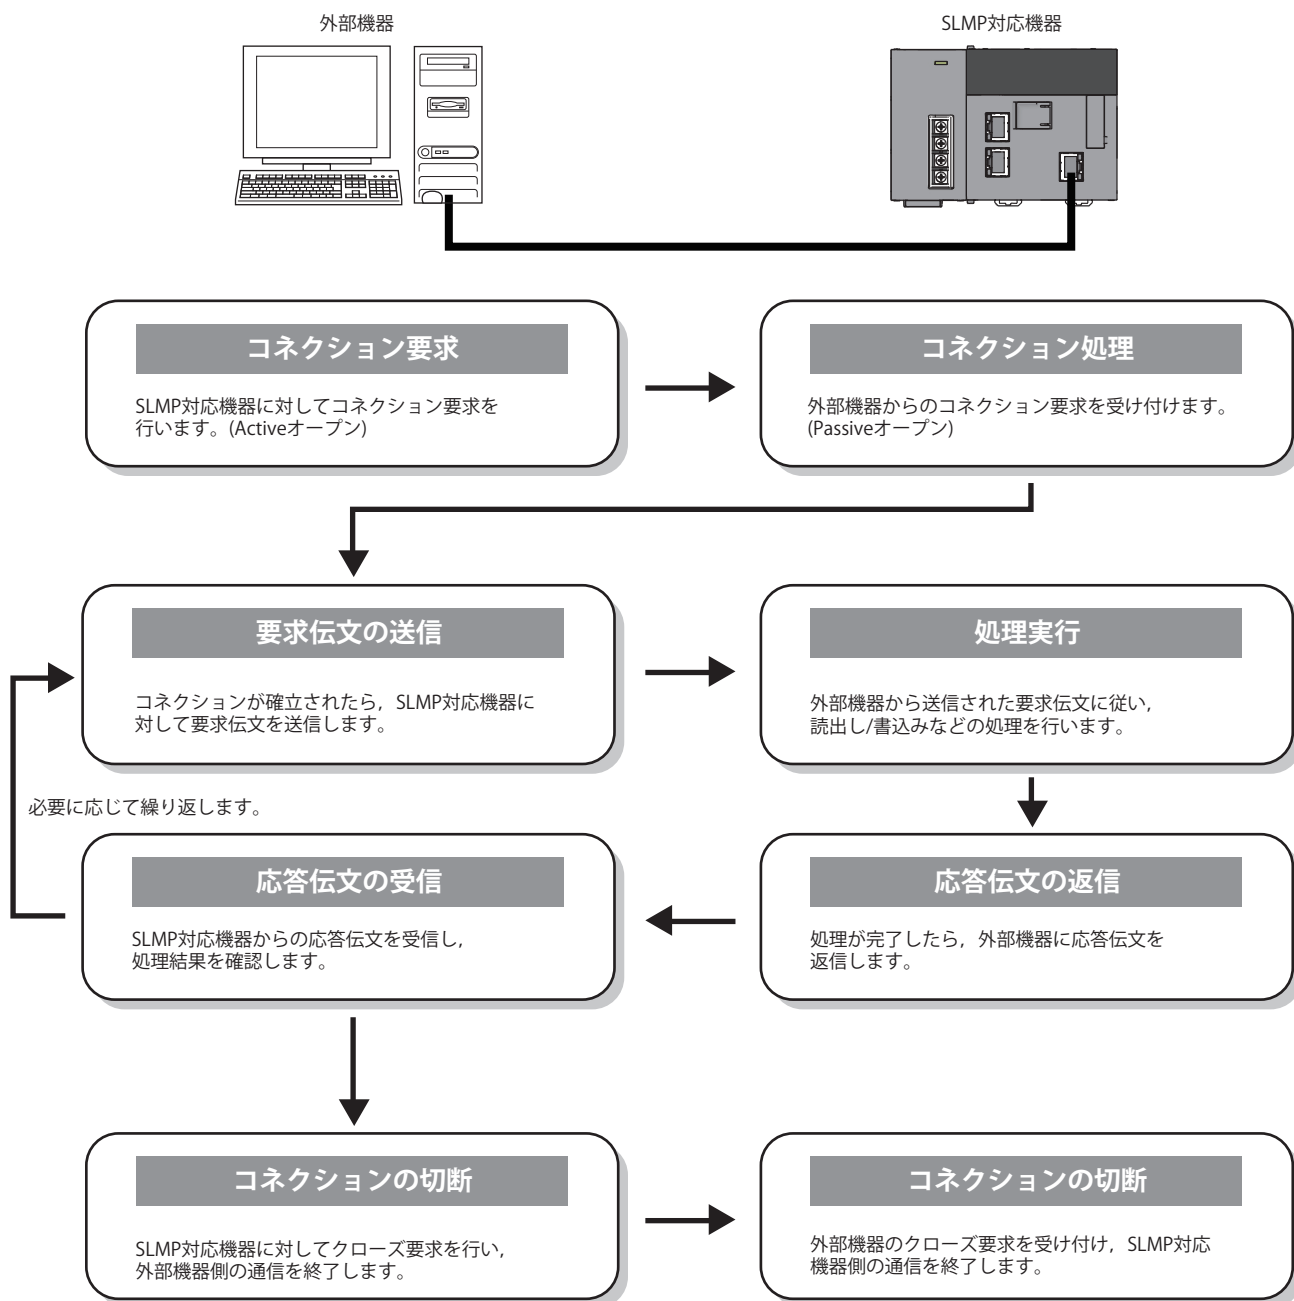 外部機器
SLMP対応機器
コネクション要求
SLMP対応機器に対してコネクション要求を
行います。(Activeオープン)
コネクション処理
外部機器からのコネクション要求を受け付けます。
(Passiveオープン)
要求伝文の送信
コネクションが確立されたら，SLMP対応機器に
対して要求伝文を送信します。
処理実行
外部機器から送信された要求伝文に従い，
読出し/書込みなどの処理を行います。
必要に応じて繰り返します。
応答伝文の受信
SLMP対応機器からの応答伝文を受信し，
処理結果を確認します。
応答伝文の返信
処理が完了したら，外部機器に応答伝文を
返信します。
コネクションの切断
SLMP対応機器に対してクローズ要求を行い，
外部機器側の通信を終了します。
コネクションの切断
外部機器のクローズ要求を受け付け，SLMP対応
機器側の通信を終了します。